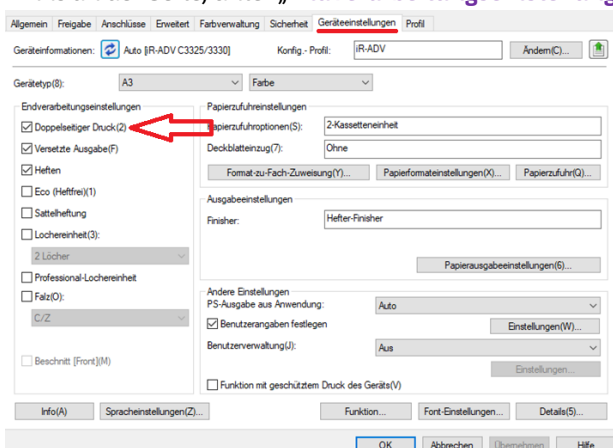 Allgemein Freigabe Anschlüsse Erweitert Farbverwaltung Sicherheit Geräteeinstellungen Profil
Geräteinfomationen: Auto [iR-ADV C3325/3330] Konfig.- Profil: iR-ADV Ändern(C)...
Gerätetyp(8): A3 Farbe
Endverarbeitungseinstellungen
Doppelseitiger Druck(2)
Versetzte Ausgabe(F)
Heften
Eco (Heftfrei)(1)
Sattelheftung
Lochereinheit(3):
2 Löcher
Professional-Lochereinheit
Falz(O):
C/Z
Beschnitt [Front](M)
Papierzufuhreinstellungen
Papierzufuhroptionen(S): 2-Kassetteneinheit
Deckblatteinzug(7): Ohne
Format-zu-Fach-Zuweisung(Y)... Papierformateinstellungen(X)... Papierzufuhr(Q)...
Ausgabeeinstellungen
Finisher: Hefter-Finisher
Papierausgabeeinstellungen(6)...
Andere Einstellungen
PS-Ausgabe aus Anwendung: Auto
Benutzerangaben festlegen Einstellungen(W)...
Benutzerverwaltung(J): Aus
Einstellungen...
Funktion mit geschütztem Druck des Geräts(V)
Info(A) Spracheinstellungen(Z)... Funktion... Font-Einstellungen... Details(5)...
OK Abbrechen Übernehmen Hilfe